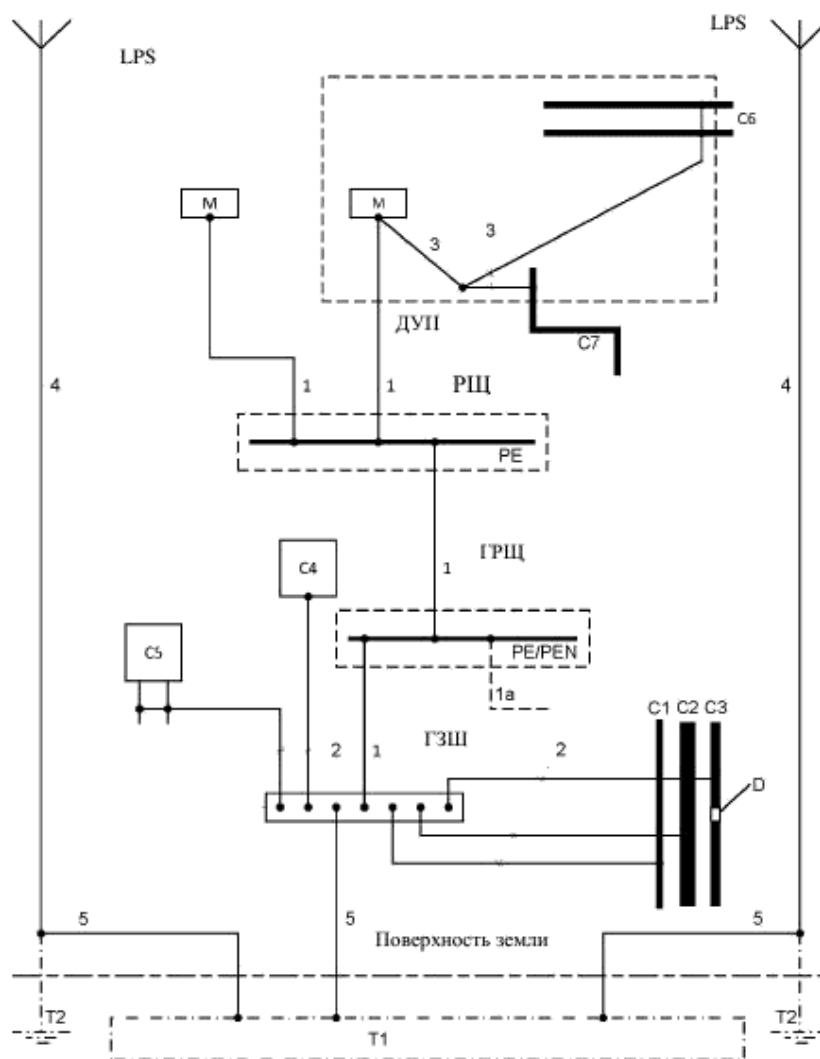 LPS
LPS
C6
M
M
3
3
ДУП
C7
4
4
1
1
РЩ
PE
C4
1
ГРЩ
C5
PE/PEN
1a
C1
C2
C3
2
1
ГЗШ
2
D
5
5
5
Поверхность земли
T2
T1
T2